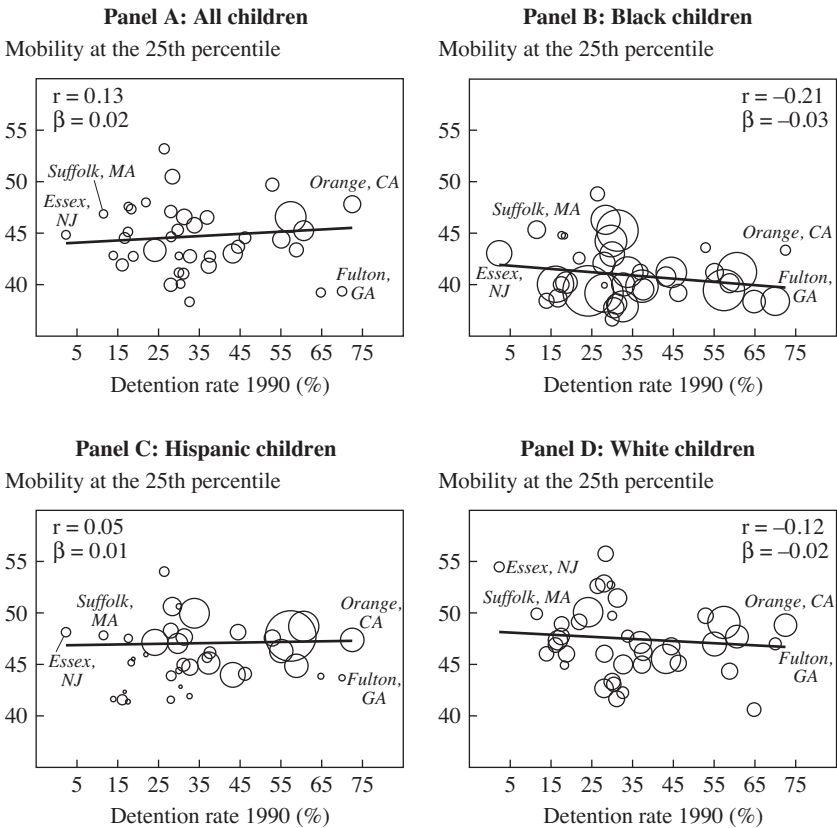 Panel A: All children
Mobility at the 25th percentile
r = 0.13
β = 0.02
55
50
45
40
Suffolk, MA
Essex,
NJ
Orange, CA
Fulton,
GA
5 15 25 35 45 55 65 75
Detention rate 1990 (%)
Panel B: Black children
Mobility at the 25th percentile
r = –0.21
β = –0.03
55
50
45
40
Suffolk, MA
Essex,
NJ
Orange, CA
Fulton,
GA
5 15 25 35 45 55 65 75
Detention rate 1990 (%)
Panel C: Hispanic children
Mobility at the 25th percentile
r = 0.05
β = 0.01
55
50
45
40
Suffolk,
MA
Essex,
NJ
Orange,
CA
Fulton,
GA
5 15 25 35 45 55 65 75
Detention rate 1990 (%)
Panel D: White children
Mobility at the 25th percentile
r = –0.12
β = –0.02
55
50
45
40
Essex, NJ
Suffolk, MA
Orange, CA
Fulton,
GA
5 15 25 35 45 55 65 75
Detention rate 1990 (%)